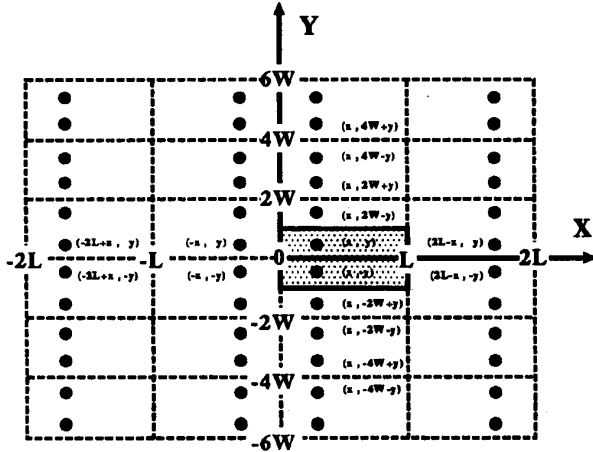 Y
6W
(x , 4W+y)
4W
(x , 4W-y)
(x , 2W+y)
2W
(x , 2W-y)
X
(-2L+x , y) (-x , y) (x , y) (2L-x , y)
-2L -L 0 L 2L
(-2L+x , -y) (-x , -y) (x , -y) (2L-x , -y)
(x , -2W+y)
-2W
(x , -2W-y)
(x , -4W+y)
-4W
(x , -4W-y)
-6W